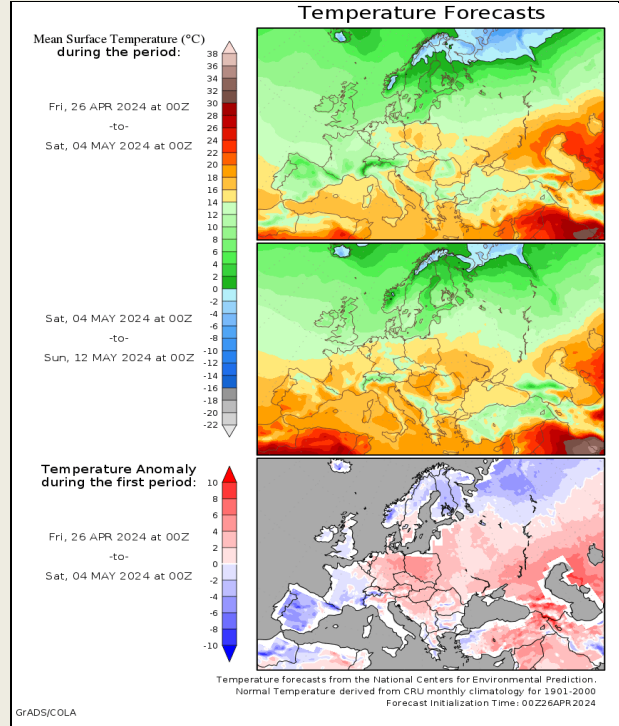 Temperature Forecasts
Mean Surface Temperature (°C)
during the period:
Fri, 26 APR 2024 at 00Z
-to-
Sat, 04 MAY 2024 at 00Z
38
36
34
32
30
28
26
24
22
20
18
16
14
12
10
8
6
4
2
0
-2
-4
-6
-8
-10
-12
-14
-16
-18
-20
-22
Sat, 04 MAY 2024 at 00Z
-to-
Sun, 12 MAY 2024 at 00Z
Temperature Anomaly
during the first period:
Fri, 26 APR 2024 at 00Z
-to-
Sat, 04 MAY 2024 at 00Z
10
8
6
4
2
0
-2
-4
-6
-8
-10
Temperature forecasts from the National Centers for Environmental Prediction.
Normal Temperature derived from CRU monthly climatology for 1901-2000
Forecast Initialization Time: 00Z26APR2024
GrADS/COLA